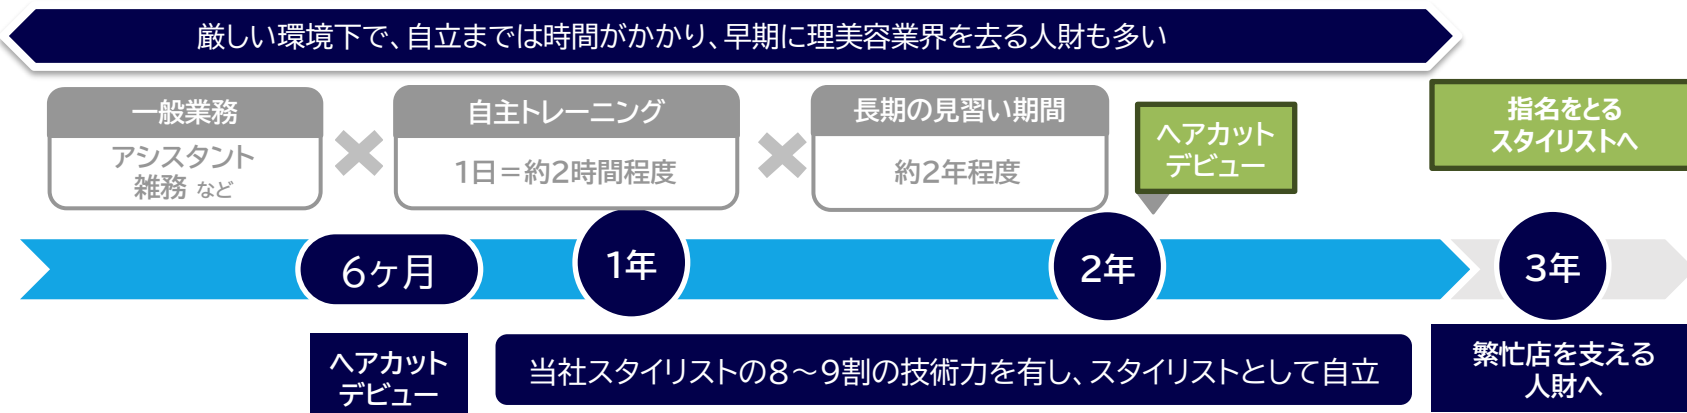 厳しい環境下で、自立までは時間がかかり、早期に理美容業界を去る人財も多い
一般業務
アシスタント
雑務 など
自主トレーニング
1日＝約2時間程度
長期の見習い期間
約2年程度
ヘアカット
デビュー
指名をとる
スタイリストへ
6ヶ月
1年
2年
3年
ヘアカット
デビュー
当社スタイリストの8～9割の技術力を有し、スタイリストとして自立
繁忙店を支える
人財へ